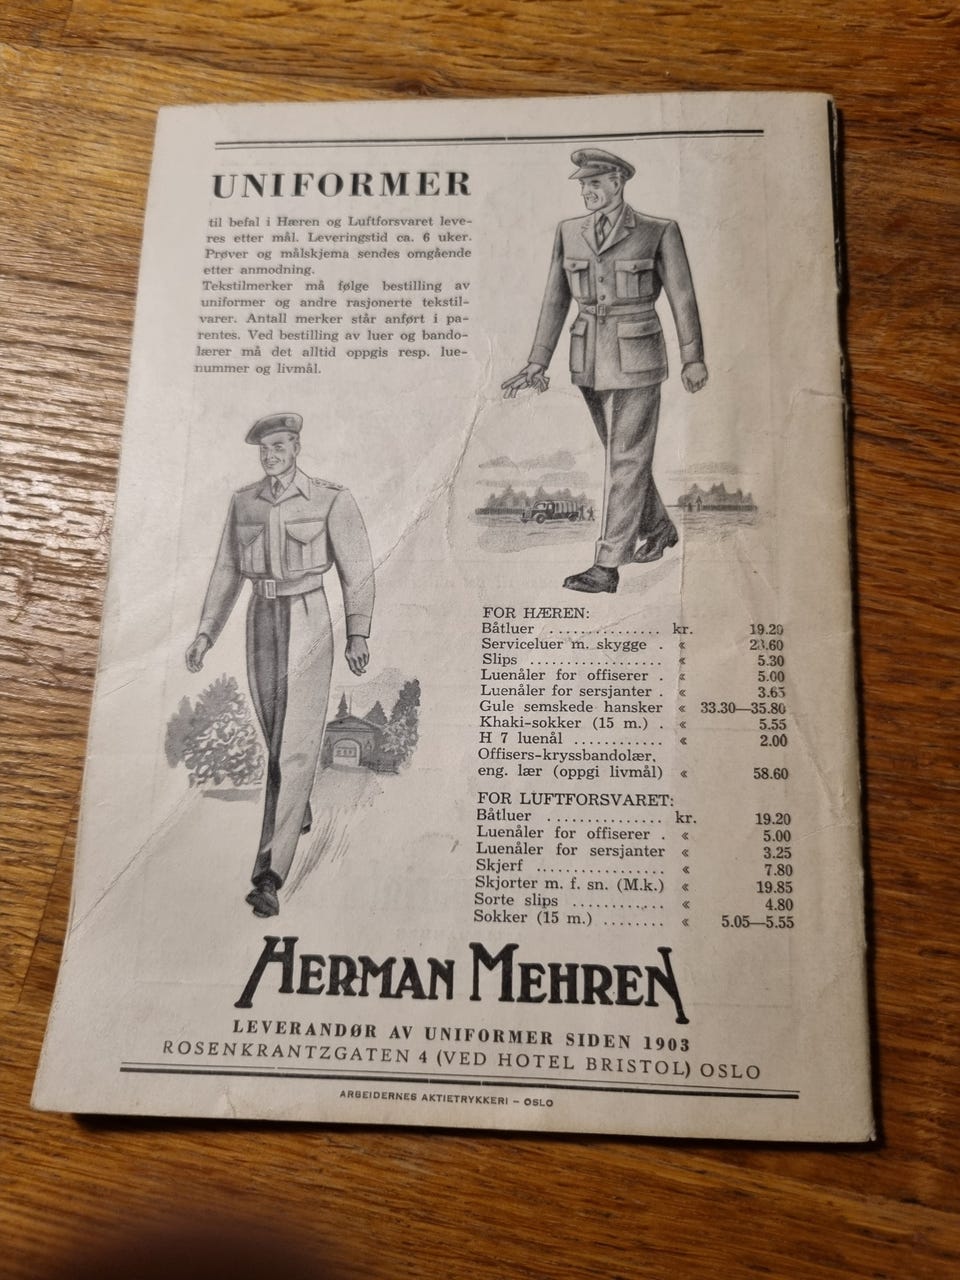 UNIFORMER
til befal i Hæren og Luftforsvaret leve-
res etter mål. Leveringstid ca. 6 uker.
Prøver og målskjema sendes omgående
etter anmodning.
Tekstilmerker må følge bestilling av
uniformer og andre rasjonerte tekstil-
varer. Antall merker står anført i pa-
rentes. Ved bestilling av luer og bando-
lærer må det alltid oppgis resp. lue-
nummer og livmål.
FOR HÆREN:
Båtluer ............... kr. 19.20
Serviceluer m. skygge . « 23.60
Slips .................. « 5.30
Luenåler for offiserer . « 5.00
Luenåler for sersjanter . « 3.65
Gule semskede hansker « 33.30—35.80
Khaki-sokker (15 m.) . « 5.55
H 7 luenål ............ « 2.00
Offisers-kryssbandolær,
eng. lær (oppgi livmål) « 58.60
FOR LUFTFORSVARET:
Båtluer ............... kr. 19.20
Luenåler for offiserer . « 5.00
Luenåler for sersjanter « 3.25
Skjerf ................. « 7.80
Skjorter m. f. sn. (M.k.) « 19.85
Sorte slips ............ « 4.80
Sokker (15 m.) ........ « 5.05—5.55
HERMAN MEHREN
LEVERANDØR AV UNIFORMER SIDEN 1903
ROSENKRANTZGATEN 4 (VED HOTEL BRISTOL) OSLO
ARBEIDERNES AKTIETRYKKERI – OSLO